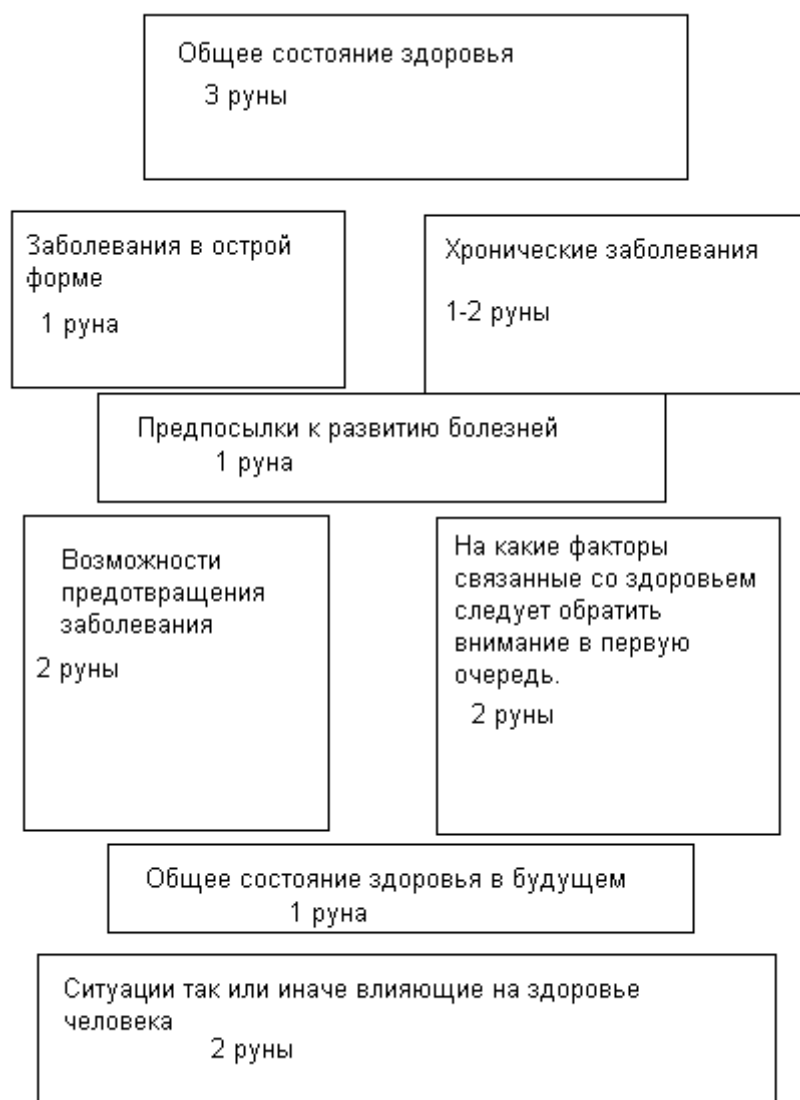 Общее состояние здоровья
3 руны
Заболевания в острой
форме
1 руна
Хронические заболевания
1-2 руны
Предпосылки к развитию болезней
1 руна
Возможности
предотвращения
заболевания
2 руны
На какие факторы
связанные со здоровьем
следует обратить
внимание в первую
очередь.
2 руны
Общее состояние здоровья в будущем
1 руна
Ситуации так или иначе влияющие на здоровье
человека
2 руны